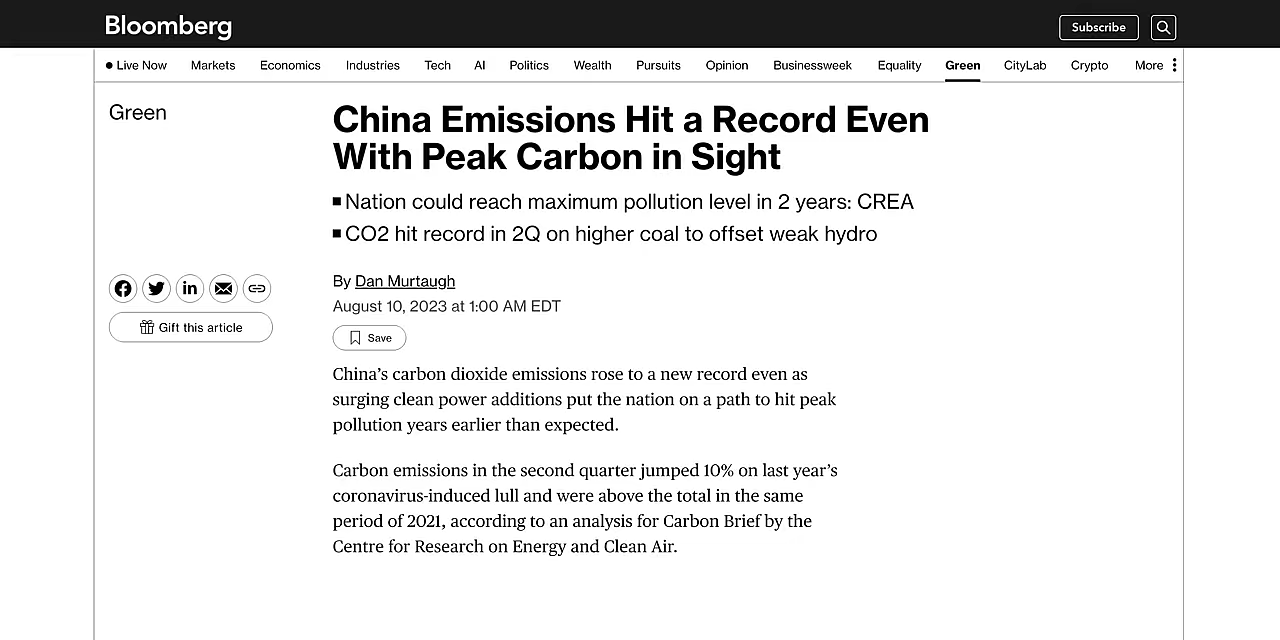 Bloomberg
Subscribe
Live Now Markets Economics Industries Tech AI Politics Wealth Pursuits Opinion Businessweek Equality Green CityLab Crypto More
Green
China Emissions Hit a Record Even
With Peak Carbon in Sight
Nation could reach maximum pollution level in 2 years: CREA
CO2 hit record in 2Q on higher coal to offset weak hydro
By Dan Murtaugh
August 10, 2023 at 1:00 AM EDT
Gift this article
Save
China’s carbon dioxide emissions rose to a new record even as
surging clean power additions put the nation on a path to hit peak
pollution years earlier than expected.
Carbon emissions in the second quarter jumped 10% on last year’s
coronavirus-induced lull and were above the total in the same
period of 2021, according to an analysis for Carbon Brief by the
Centre for Research on Energy and Clean Air.